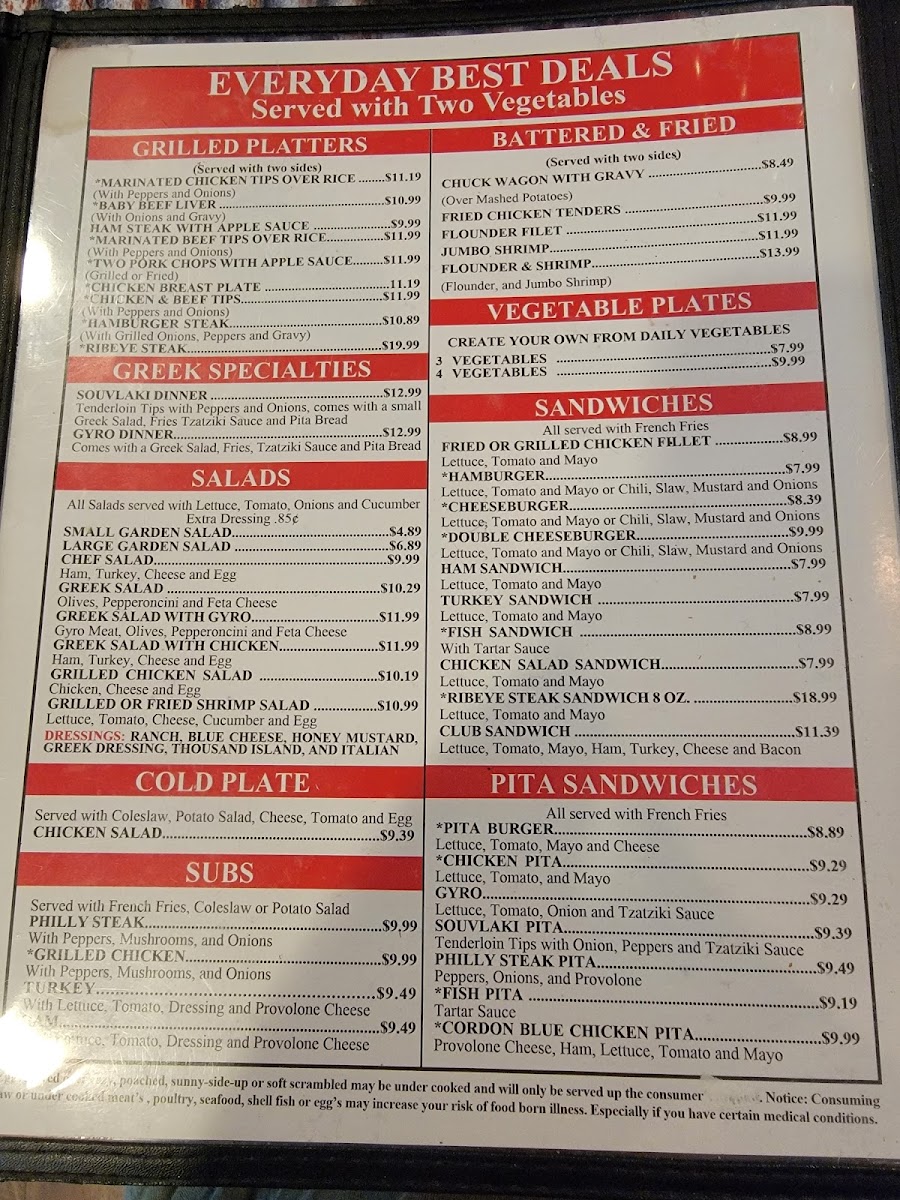 EVERYDAY BEST DEALS
Served with Two Vegetables
GRILLED PLATTERS
(Served with two sides)
*MARINATED CHICKEN TIPS OVER RICE ........$11.19
(With Peppers and Onions)
*BABY BEEF LIVER ........$10.99
(With Onions and Gravy)
HAM STEAK WITH APPLE SAUCE ........$9.99
*MARINATED BEEF TIPS OVER RICE........$11.99
(With Peppers and Onions)
*TWO PORK CHOPS WITH APPLE SAUCE........$11.99
(Grilled or Fried)
*CHICKEN BREAST PLATE ........11.19
*CHICKEN & BEEF TIPS........$11.99
(With Peppers and Onions)
*HAMBURGER STEAK........$10.89
(With Grilled Onions, Peppers and Gravy)
*RIBEYE STEAK........$19.99
GREEK SPECIALTIES
SOUVLAKI DINNER ........$12.99
Tenderloin Tips with Peppers and Onions, comes with a small
Greek Salad, Fries Tzatziki Sauce and Pita Bread
GYRO DINNER........$12.99
Comes with a Greek Salad, Fries, Tzatziki Sauce and Pita Bread
SALADS
All Salads served with Lettuce, Tomato, Onions and Cucumber
Extra Dressing .85¢
SMALL GARDEN SALAD........$4.89
LARGE GARDEN SALAD ........$6.89
CHEF SALAD........$9.99
Ham, Turkey, Cheese and Egg
GREEK SALAD ........$10.29
Olives, Pepperoncini and Feta Cheese
GREEK SALAD WITH GYRO........$11.99
Gyro Meat, Olives, Pepperoncini and Feta Cheese
GREEK SALAD WITH CHICKEN........$11.99
Ham, Turkey, Cheese and Egg
GRILLED CHICKEN SALAD ........$10.19
Chicken, Cheese and Egg
GRILLED OR FRIED SHRIMP SALAD ........$10.99
Lettuce, Tomato, Cheese, Cucumber and Egg
DRESSINGS: RANCH, BLUE CHEESE, HONEY MUSTARD,
GREEK DRESSING, THOUSAND ISLAND, AND ITALIAN
COLD PLATE
Served with Coleslaw, Potato Salad, Cheese, Tomato and Egg
CHICKEN SALAD........$9.39
SUBS
Served with French Fries, Coleslaw or Potato Salad
PHILLY STEAK........$9.99
With Peppers, Mushrooms, and Onions
*GRILLED CHICKEN........$9.99
With Peppers, Mushrooms, and Onions
TURKEY........$9.49
With Lettuce, Tomato, Dressing and Provolone Cheese
........$9.49
Tomato, Dressing and Provolone Cheese
BATTERED & FRIED
(Served with two sides)
CHUCK WAGON WITH GRAVY ........$8.49
(Over Mashed Potatoes)
FRIED CHICKEN TENDERS ........$9.99
FLOUNDER FILET ........$11.99
JUMBO SHRIMP........$11.99
FLOUNDER & SHRIMP........$13.99
(Flounder, and Jumbo Shrimp)
VEGETABLE PLATES
CREATE YOUR OWN FROM DAILY VEGETABLES
3 VEGETABLES ........$7.99
4 VEGETABLES ........$9.99
SANDWICHES
All served with French Fries
FRIED OR GRILLED CHICKEN FILLET ........$8.99
Lettuce, Tomato and Mayo
*HAMBURGER........$7.99
Lettuce, Tomato and Mayo or Chili, Slaw, Mustard and Onions
*CHEESEBURGER........$8.39
Lettuce, Tomato and Mayo or Chili, Slaw, Mustard and Onions
*DOUBLE CHEESEBURGER........$9.99
Lettuce, Tomato and Mayo or Chili, Slaw, Mustard and Onions
HAM SANDWICH........$7.99
Lettuce, Tomato and Mayo
TURKEY SANDWICH ........$7.99
Lettuce, Tomato and Mayo
*FISH SANDWICH ........$8.99
With Tartar Sauce
CHICKEN SALAD SANDWICH........$7.99
Lettuce, Tomato and Mayo
*RIBEYE STEAK SANDWICH 8 OZ. ........$18.99
Lettuce, Tomato and Mayo
CLUB SANDWICH ........$11.39
Lettuce, Tomato, Mayo, Ham, Turkey, Cheese and Bacon
PITA SANDWICHES
All served with French Fries
*PITA BURGER........$8.89
Lettuce, Tomato, Mayo and Cheese
*CHICKEN PITA........$9.29
Lettuce, Tomato, and Mayo
GYRO........$9.29
Lettuce, Tomato, Onion and Tzatziki Sauce
SOUVLAKI PITA........$9.39
Tenderloin Tips with Onion, Peppers and Tzatziki Sauce
PHILLY STEAK PITA........$9.49
Peppers, Onions, and Provolone
*FISH PITA ........$9.19
Tartar Sauce
*CORDON BLUE CHICKEN PITA........$9.99
Provolone Cheese, Ham, Lettuce, Tomato and Mayo
poached, sunny-side-up or soft scrambled may be under cooked and will only be served up the consumer . Notice: Consuming
or under cooked meat's , poultry, seafood, shell fish or egg's may increase your risk of food born illness. Especially if you have certain medical conditions.